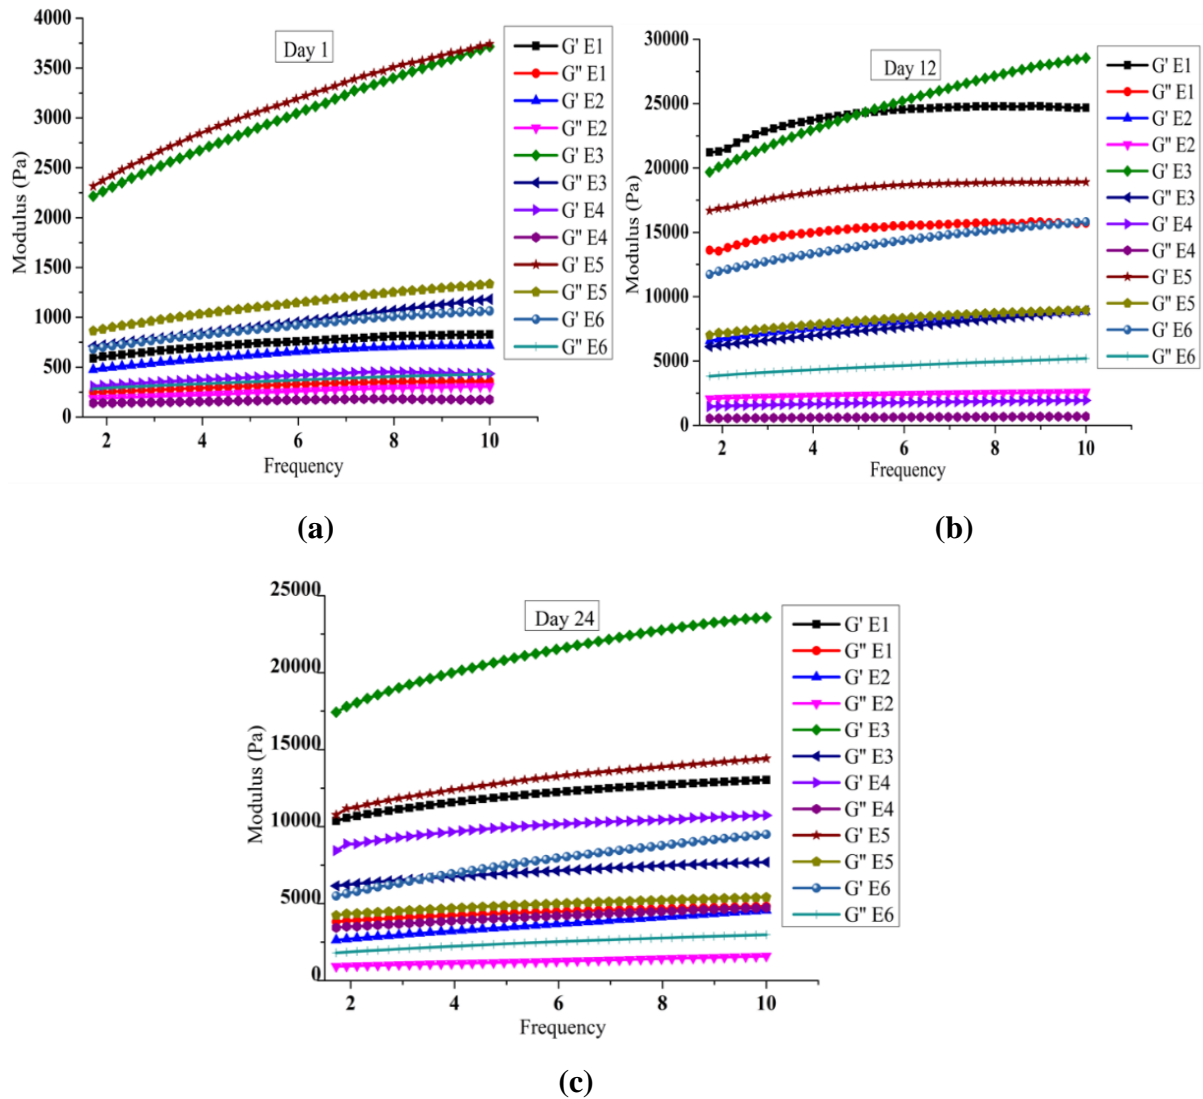 Day 1
4000
3500
3000
2500
2000
1500
1000
500
0
Modulus (Pa)
2 4 6 8 10
Frequency
G' E1
G'' E1
G' E2
G'' E2
G' E3
G'' E3
G' E4
G'' E4
G' E5
G'' E5
G' E6
G'' E6
(a)
Day 12
30000
25000
20000
15000
10000
5000
0
Modulus (Pa)
2 4 6 8 10
Frequency
G' E1
G'' E1
G' E2
G'' E2
G' E3
G'' E3
G' E4
G'' E4
G' E5
G'' E5
G' E6
G'' E6
(b)
Day 24
25000
20000
15000
10000
5000
0
Modulus (Pa)
2 4 6 8 10
Frequency
G' E1
G'' E1
G' E2
G'' E2
G' E3
G'' E3
G' E4
G'' E4
G' E5
G'' E5
G' E6
G'' E6
(c)